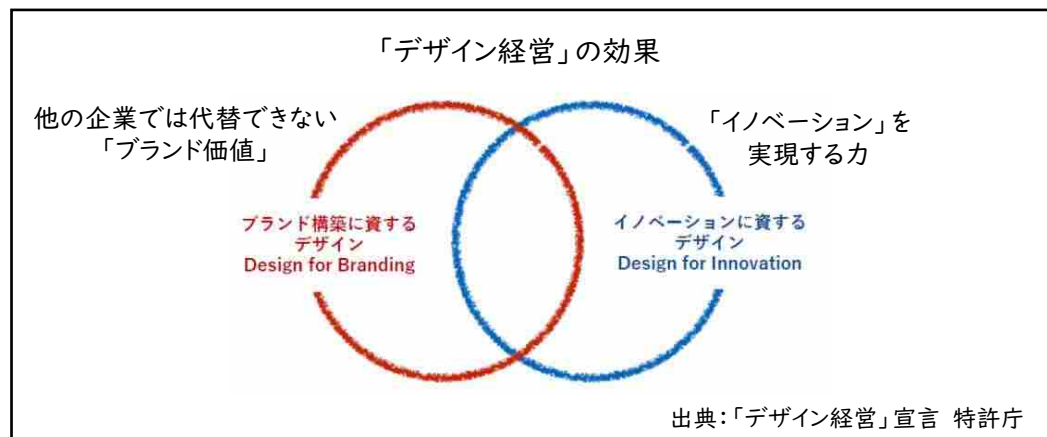 「デザイン経営」の効果
他の企業では代替できない
「ブランド価値」
「イノベーション」を
実現する力
ブランド構築に資する
デザイン
Design for Branding
イノベーションに資する
デザイン
Design for Innovation
出典：「デザイン経営」宣言 特許庁